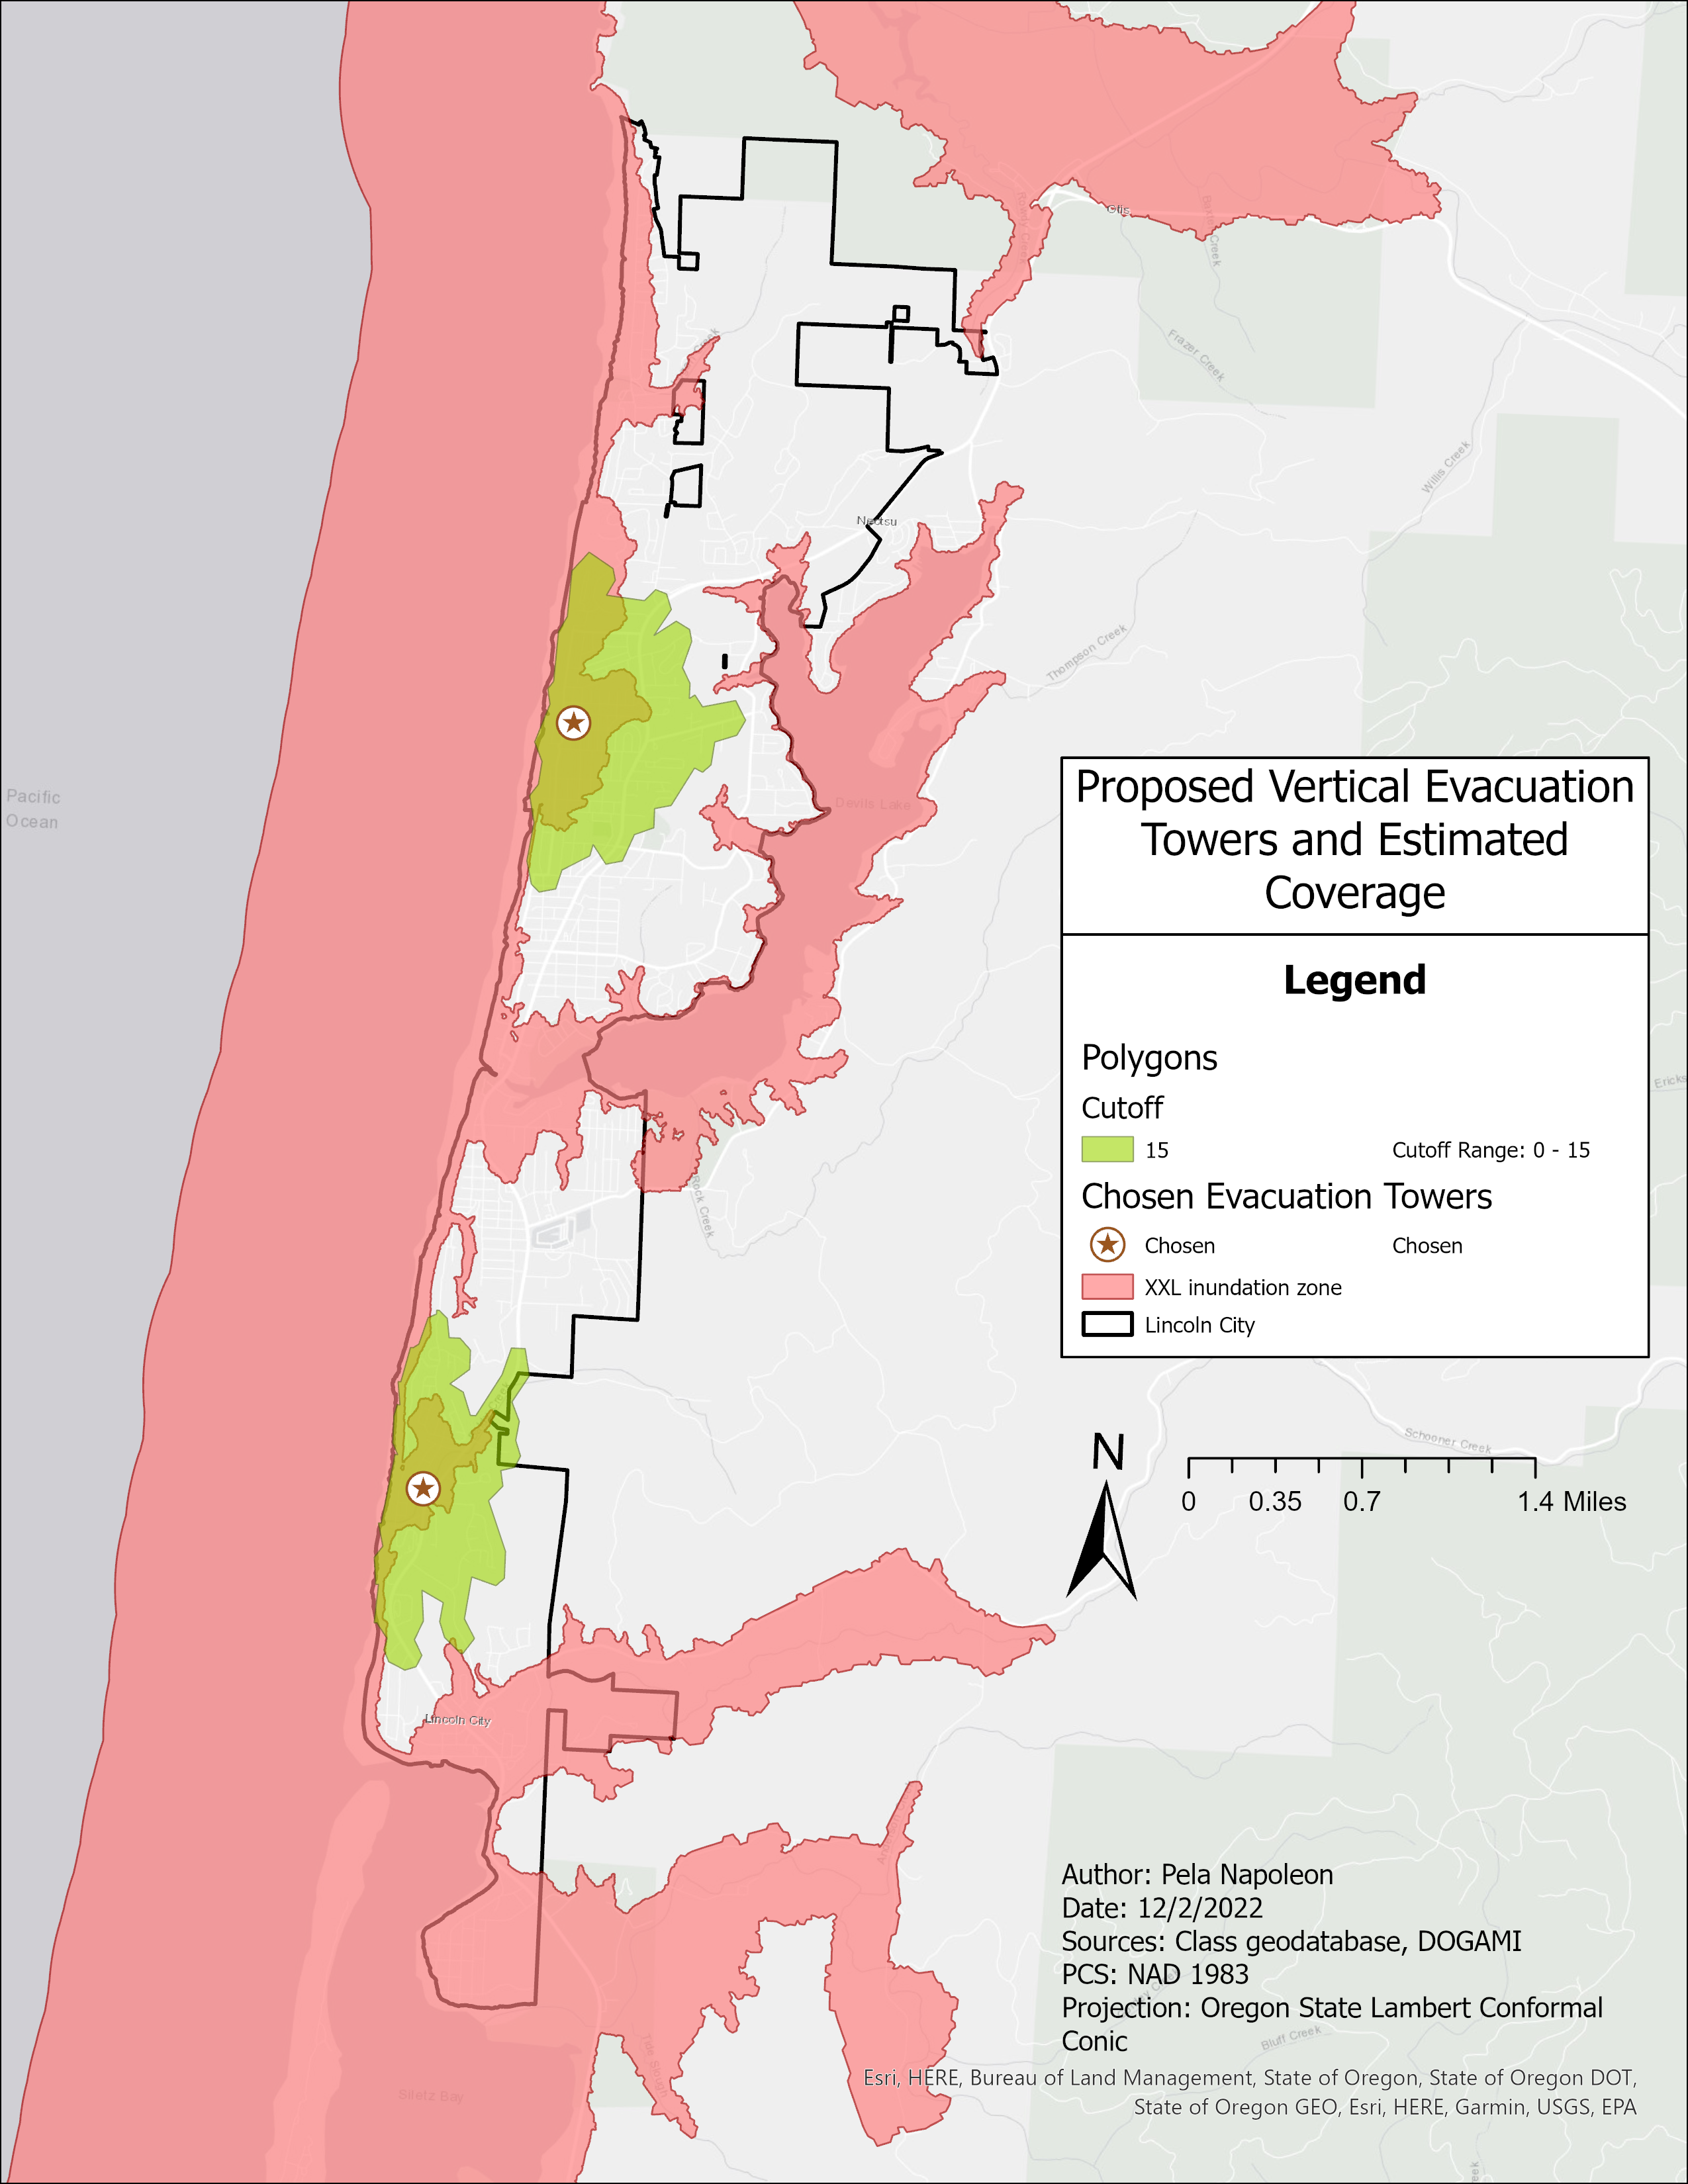 Otis
Baxter Creek
Frazer Creek
Willis Creek
Neotsu
Thompson Creek
Pacific
Ocean
Devils Lake
Proposed Vertical Evacuation
Towers and Estimated
Coverage
Legend
Polygons
Cutoff
15
Cutoff Range: 0 - 15
Chosen Evacuation Towers
Chosen
Chosen
XXL inundation zone
Lincoln City
Ericks
Rock Creek
Schooner Creek
N
0
0.35
0.7
1.4 Miles
Lincoln City
Author: Pela Napoleon
Date: 12/2/2022
Sources: Class geodatabase, DOGAMI
PCS: NAD 1983
Projection: Oregon State Lambert Conformal
Conic
Bluff Creek
Siletz Bay
Esri, HERE, Bureau of Land Management, State of Oregon, State of Oregon DOT,
State of Oregon GEO, Esri, HERE, Garmin, USGS, EPA